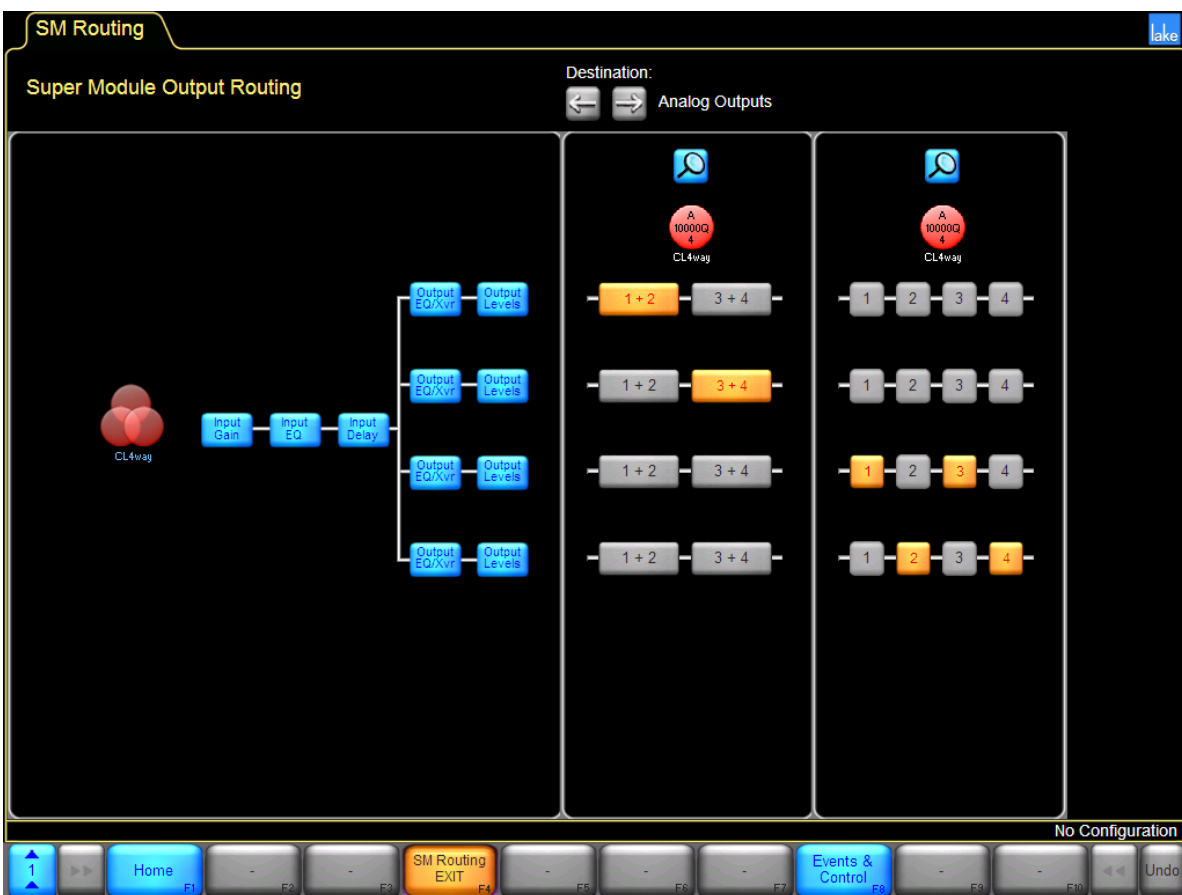 SM Routing
lake
Super Module Output Routing
Destination:
Analog Outputs
A
10000Q
4
CL4way
A
10000Q
4
CL4way
Output
EQ/Xvr
Output
Levels
1 + 2
3 + 4
1
2
3
4
Output
EQ/Xvr
Output
Levels
1 + 2
3 + 4
1
2
3
4
CL4way
Input
Gain
Input
EQ
Input
Delay
Output
EQ/Xvr
Output
Levels
1 + 2
3 + 4
1
2
3
4
Output
EQ/Xvr
Output
Levels
1 + 2
3 + 4
1
2
3
4
No Configuration
1
Home
F1
-
F2
-
F3
SM Routing
EXIT
F4
-
F5
-
F6
-
F7
Events &
Control
F8
-
F9
-
F10
Undo